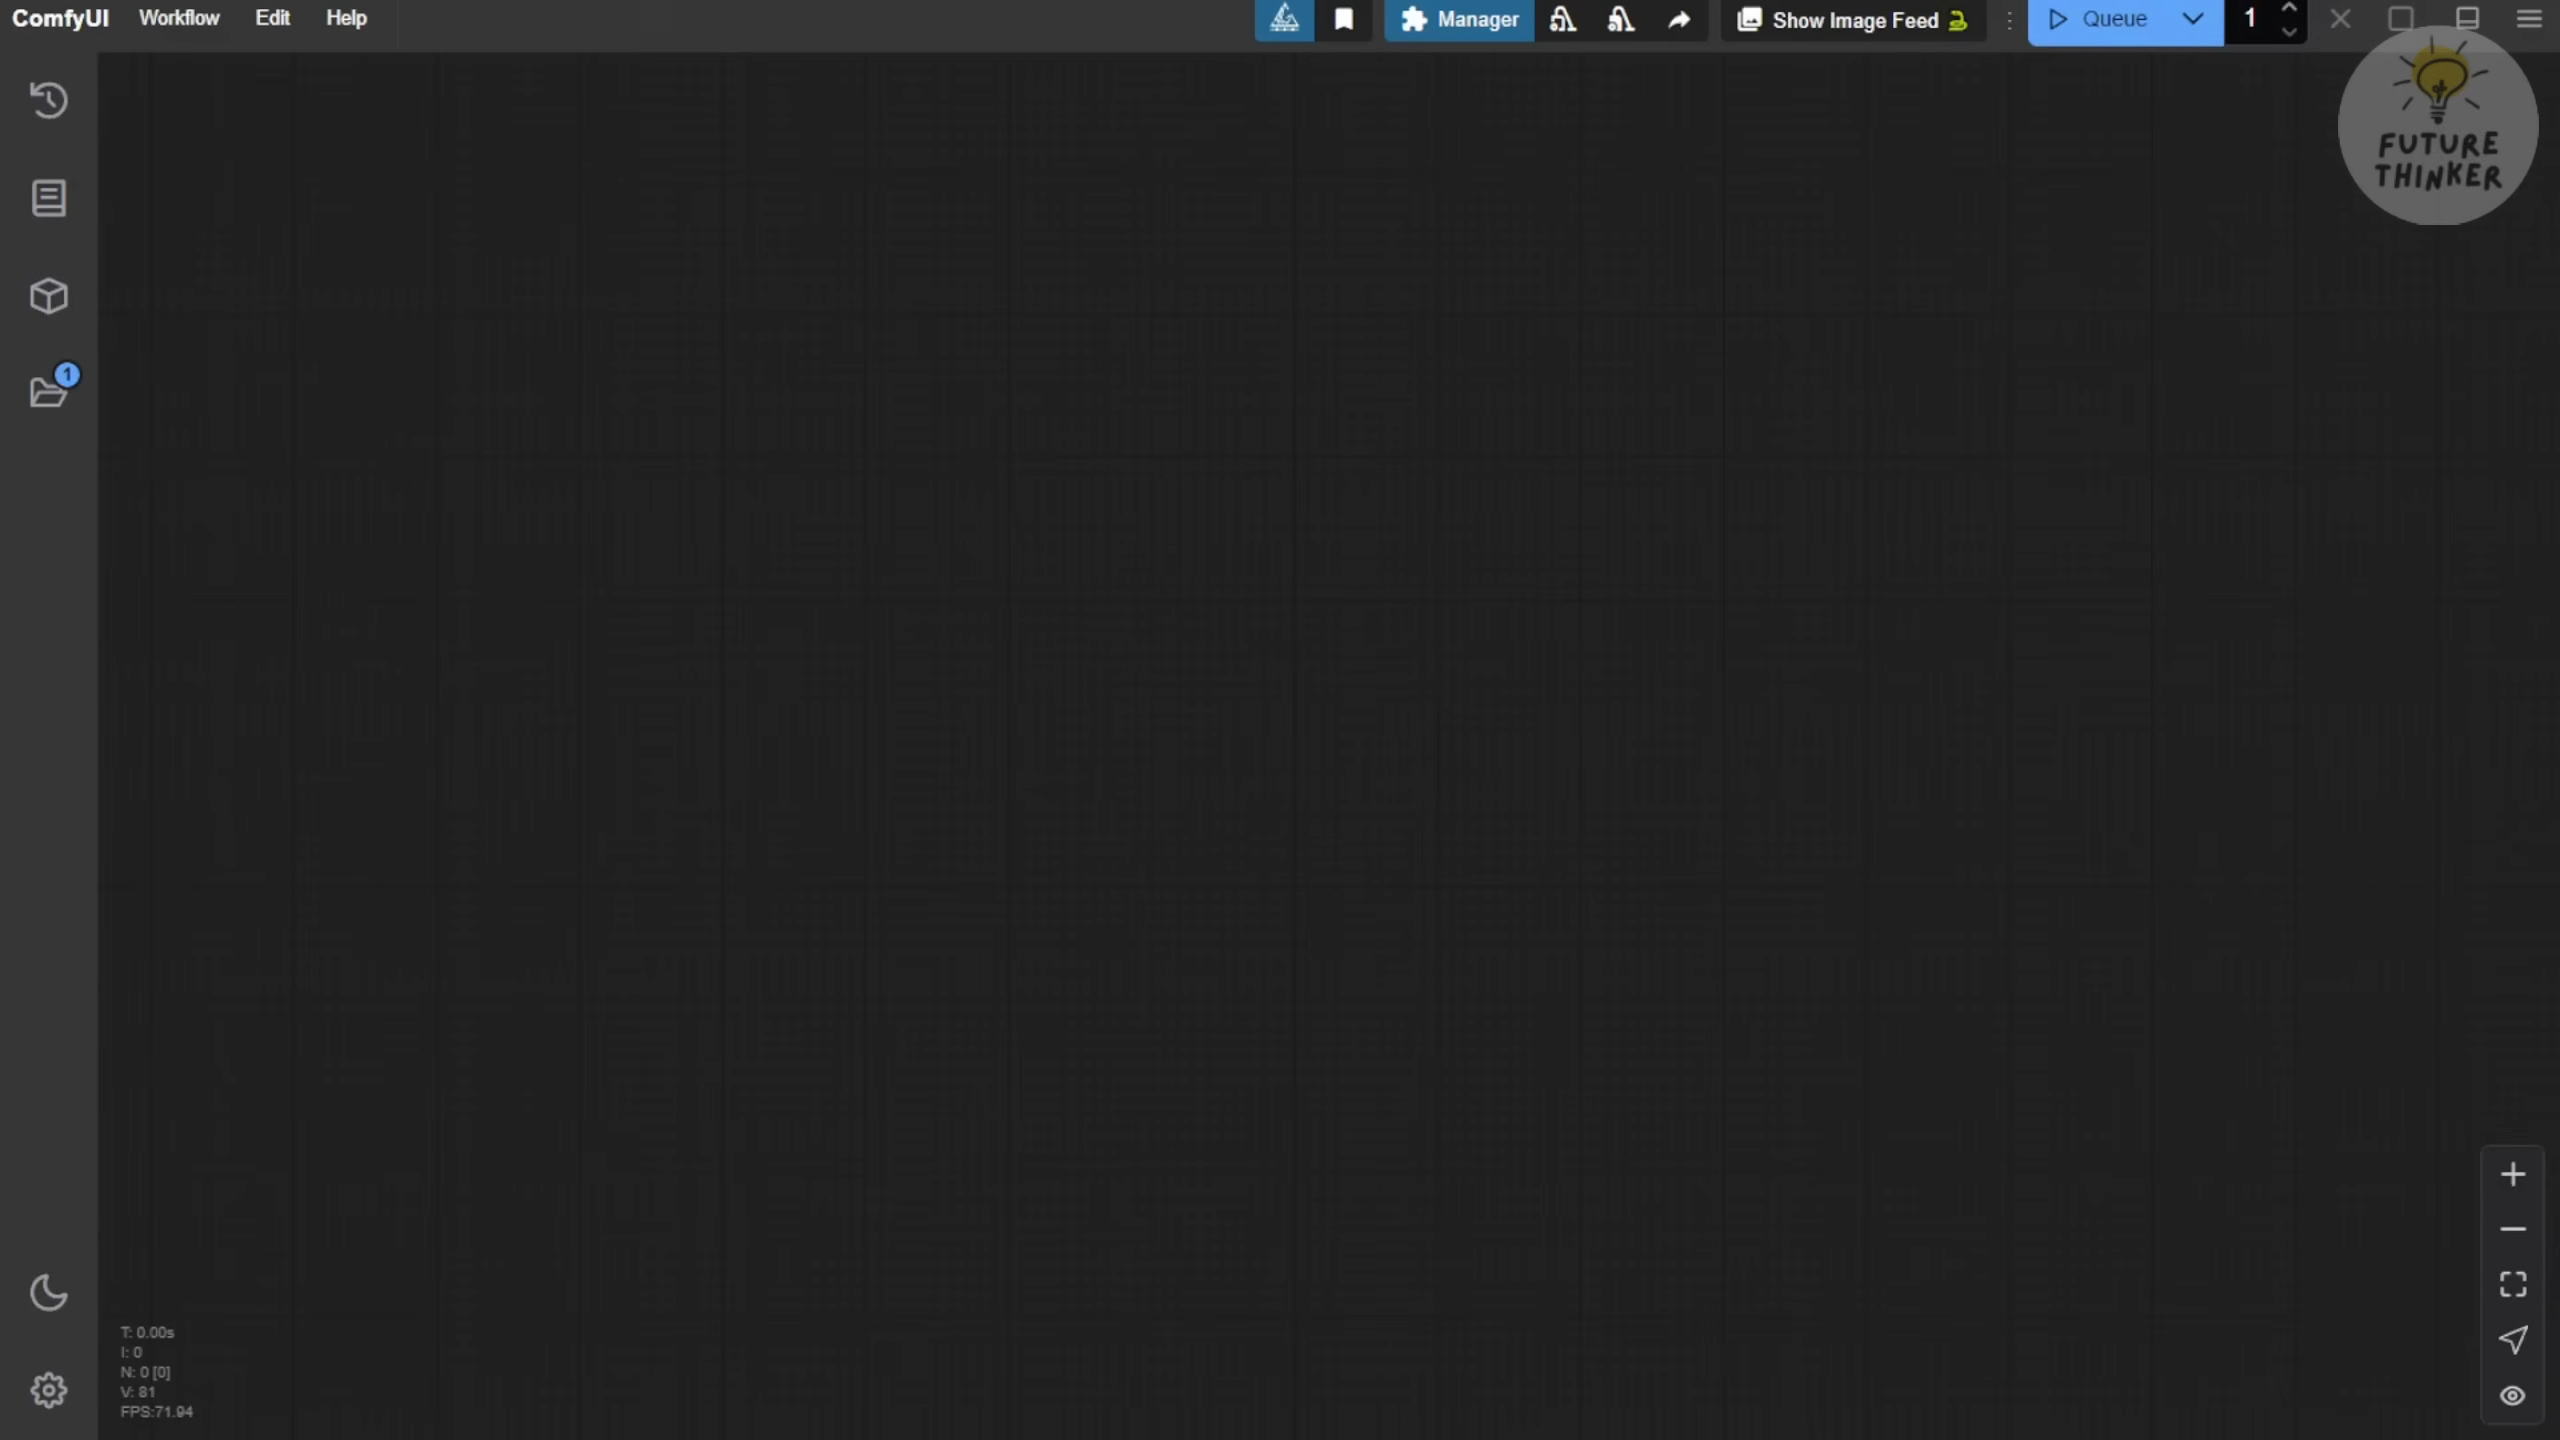 ComfyUI Workflow Edit Help Manager Show Image Feed Queue 1
FUTURE
THINKER
1
T: 0.00s
I: 0
N: 0 [0]
V: 81
FPS:71.94